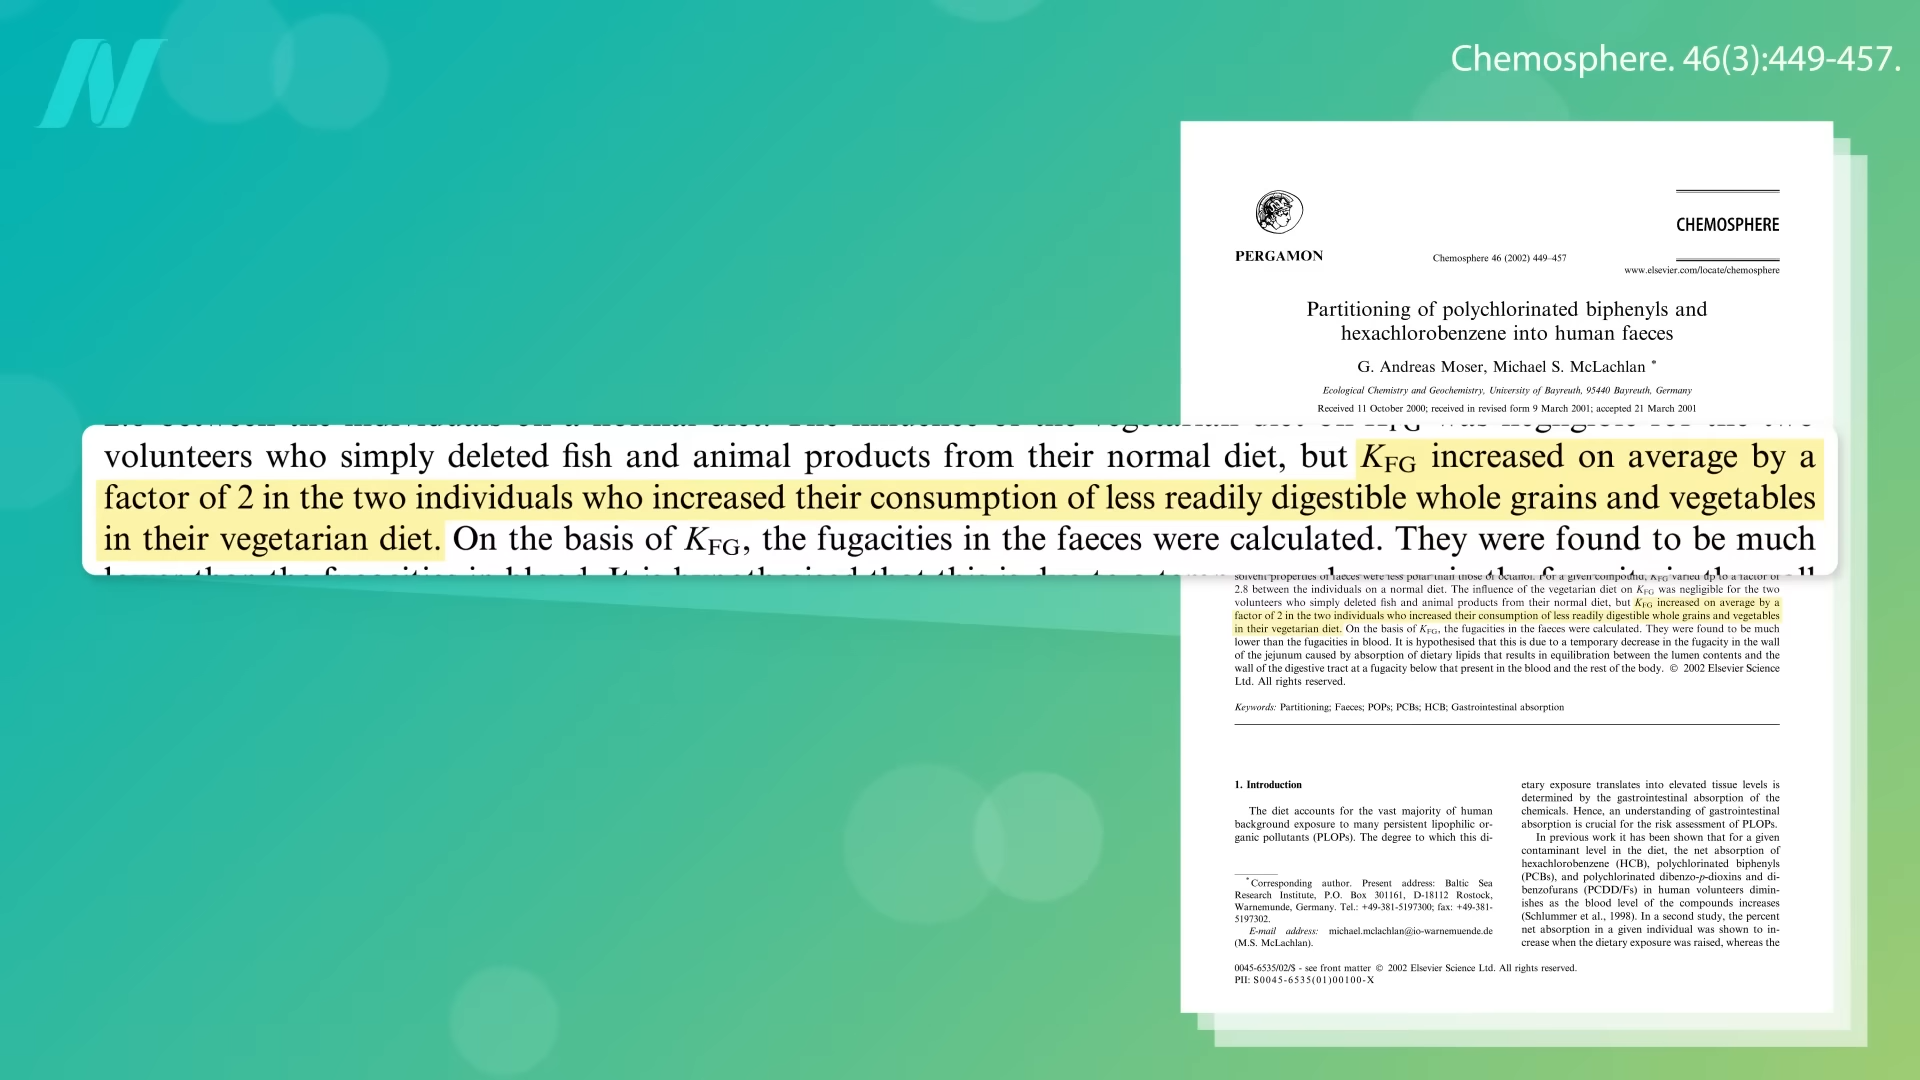 Chemosphere. 46(3):449-457.
PERGAMON
CHEMOSPHERE
Chemosphere 46 (2002) 449–457
www.elsevier.com/locate/chemosphere
Partitioning of polychlorinated biphenyls and
hexachlorobenzene into human faeces
G. Andreas Moser, Michael S. McLachlan *
Ecological Chemistry and Geochemistry, University of Bayreuth, 95440 Bayreuth, Germany
Received 11 October 2000; received in revised form 9 March 2001; accepted 21 March 2001
volunteers who simply deleted fish and animal products from their normal diet, but KFG increased on average by a
factor of 2 in the two individuals who increased their consumption of less readily digestible whole grains and vegetables
in their vegetarian diet. On the basis of KFG, the fugacities in the faeces were calculated. They were found to be much
solvent properties of faeces were less polar than those of octanol. For a given compound, KFG varied up to a factor of
2.8 between the individuals on a normal diet. The influence of the vegetarian diet on KFG was negligible for the two
volunteers who simply deleted fish and animal products from their normal diet, but KFG increased on average by a
factor of 2 in the two individuals who increased their consumption of less readily digestible whole grains and vegetables
in their vegetarian diet. On the basis of KFG, the fugacities in the faeces were calculated. They were found to be much
lower than the fugacities in blood. It is hypothesised that this is due to a temporary decrease in the fugacity in the wall
of the jejunum caused by absorption of dietary lipids that results in equilibration between the lumen contents and the
wall of the digestive tract at a fugacity below that present in the blood and the rest of the body. © 2002 Elsevier Science
Ltd. All rights reserved.
Keywords: Partitioning; Faeces; POPs; PCBs; HCB; Gastrointestinal absorption
1. Introduction
The diet accounts for the vast majority of human
background exposure to many persistent lipophilic or-
ganic pollutants (PLOPs). The degree to which this di-
* Corresponding author. Present address: Baltic Sea
Research Institute, P.O. Box 301161, D-18112 Rostock,
Warnemunde, Germany. Tel.: +49-381-5197300; fax: +49-381-
5197302.
E-mail address: michael.mclachlan@io-warnemuende.de
(M.S. McLachlan).
etary exposure translates into elevated tissue levels is
determined by the gastrointestinal absorption of the
chemicals. Hence, an understanding of gastrointestinal
absorption is crucial for the risk assessment of PLOPs.
In previous work it has been shown that for a given
contaminant level in the diet, the net absorption of
hexachlorobenzene (HCB), polychlorinated biphenyls
(PCBs), and polychlorinated dibenzo-p-dioxins and di-
benzofurans (PCDD/Fs) in human volunteers dimin-
ishes as the blood level of the compounds increases
(Schlummer et al., 1998). In a second study, the percent
net absorption in a given individual was shown to in-
crease when the dietary exposure was raised, whereas the
0045-6535/02/$ - see front matter © 2002 Elsevier Science Ltd. All rights reserved.
PII: S0045-6535(01)00100-X